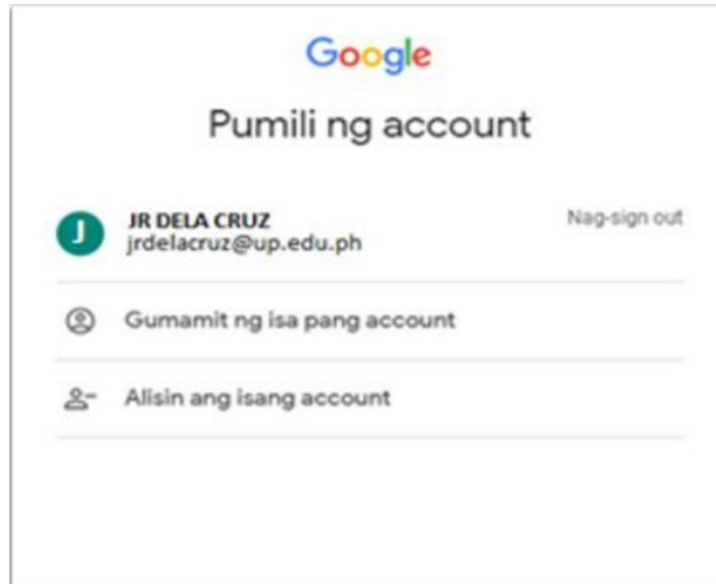 Google
Pumili ng account
J
JR DELA CRUZ
Nag-sign out
jrdelacruz@up.edu.ph
Gumamit ng isa pang account
Alisin ang isang account